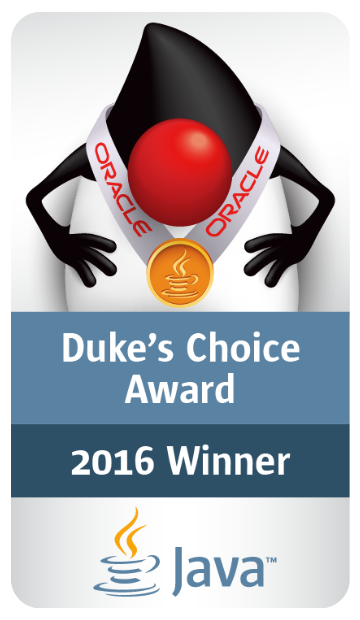 ORACLE
ORACLE
Duke's Choice
Award
2016 Winner
Java™